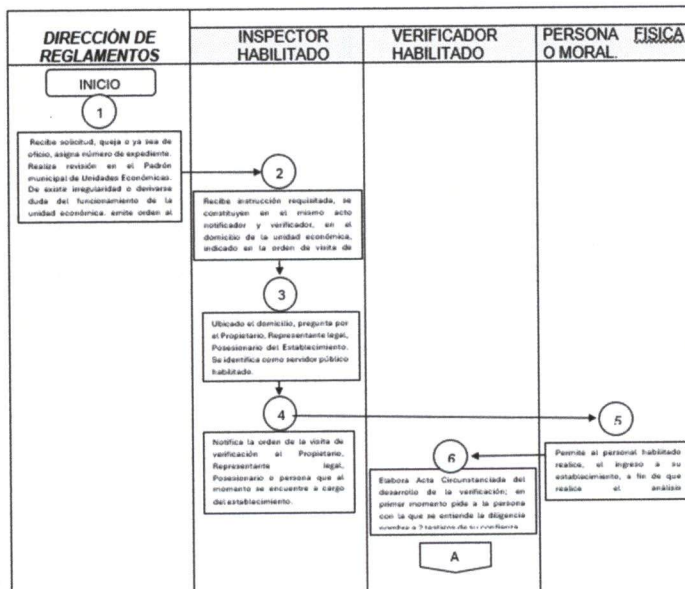 DIRECCIÓN DE
REGLAMENTOS
INSPECTOR
HABILITADO
VERIFICADOR
HABILITADO
PERSONA FISICA
O MORAL.
INICIO
1
Recibe solicitud, queja o ya sea de
oficio, asigna número de expediente.
Realiza revisión en el Padrón
municipal de Unidades Económicas.
De existir irregularidad o derivarse
duda del funcionamiento de la
unidad económica. emite orden al
2
Recibe instrucción requisitada, se
constituyen en el mismo acto
notificador y verificador, en el
domicilio de la unidad económica,
indicado en la orden de visita de
3
Ubicado el domicilio, pregunta por
el Propietario, Representante legal,
Posesionario del Establecimiento.
Se identifica como servidor público
habilitado.
4
Notifica la orden de la visita de
verificación al Propietario,
Representante legal,
Posesionario o persona que al
momento se encuentre a cargo
del establecimiento.
5
Permite al personal habilitado
realice, el ingreso a su
establecimiento, a fin de que
realice el análisis
6
Elabora Acta Circunstanciada del
desarrollo de la verificación; en
primer momento pide a la persona
con la que se entiende la diligencia
nombre a 2 testigos de su confianza
A